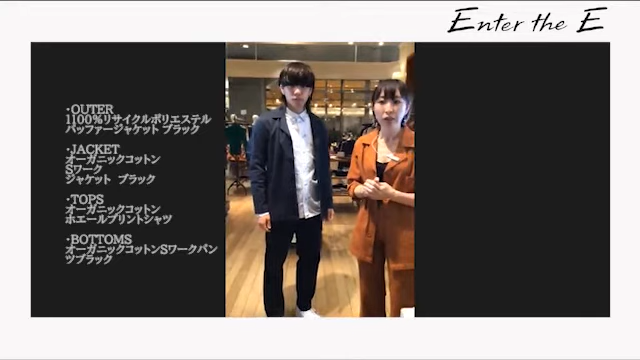 Enter the E
・OUTER
1100%リサイクルポリエステル
パッファージャケット ブラック
・JACKET
オーガニックコットン
Sワーク
ジャケット ブラック
・TOPS
オーガニックコットン
ホエールプリントシャツ
・BOTTOMS
オーガニックコットンSワークパン
ツブラック